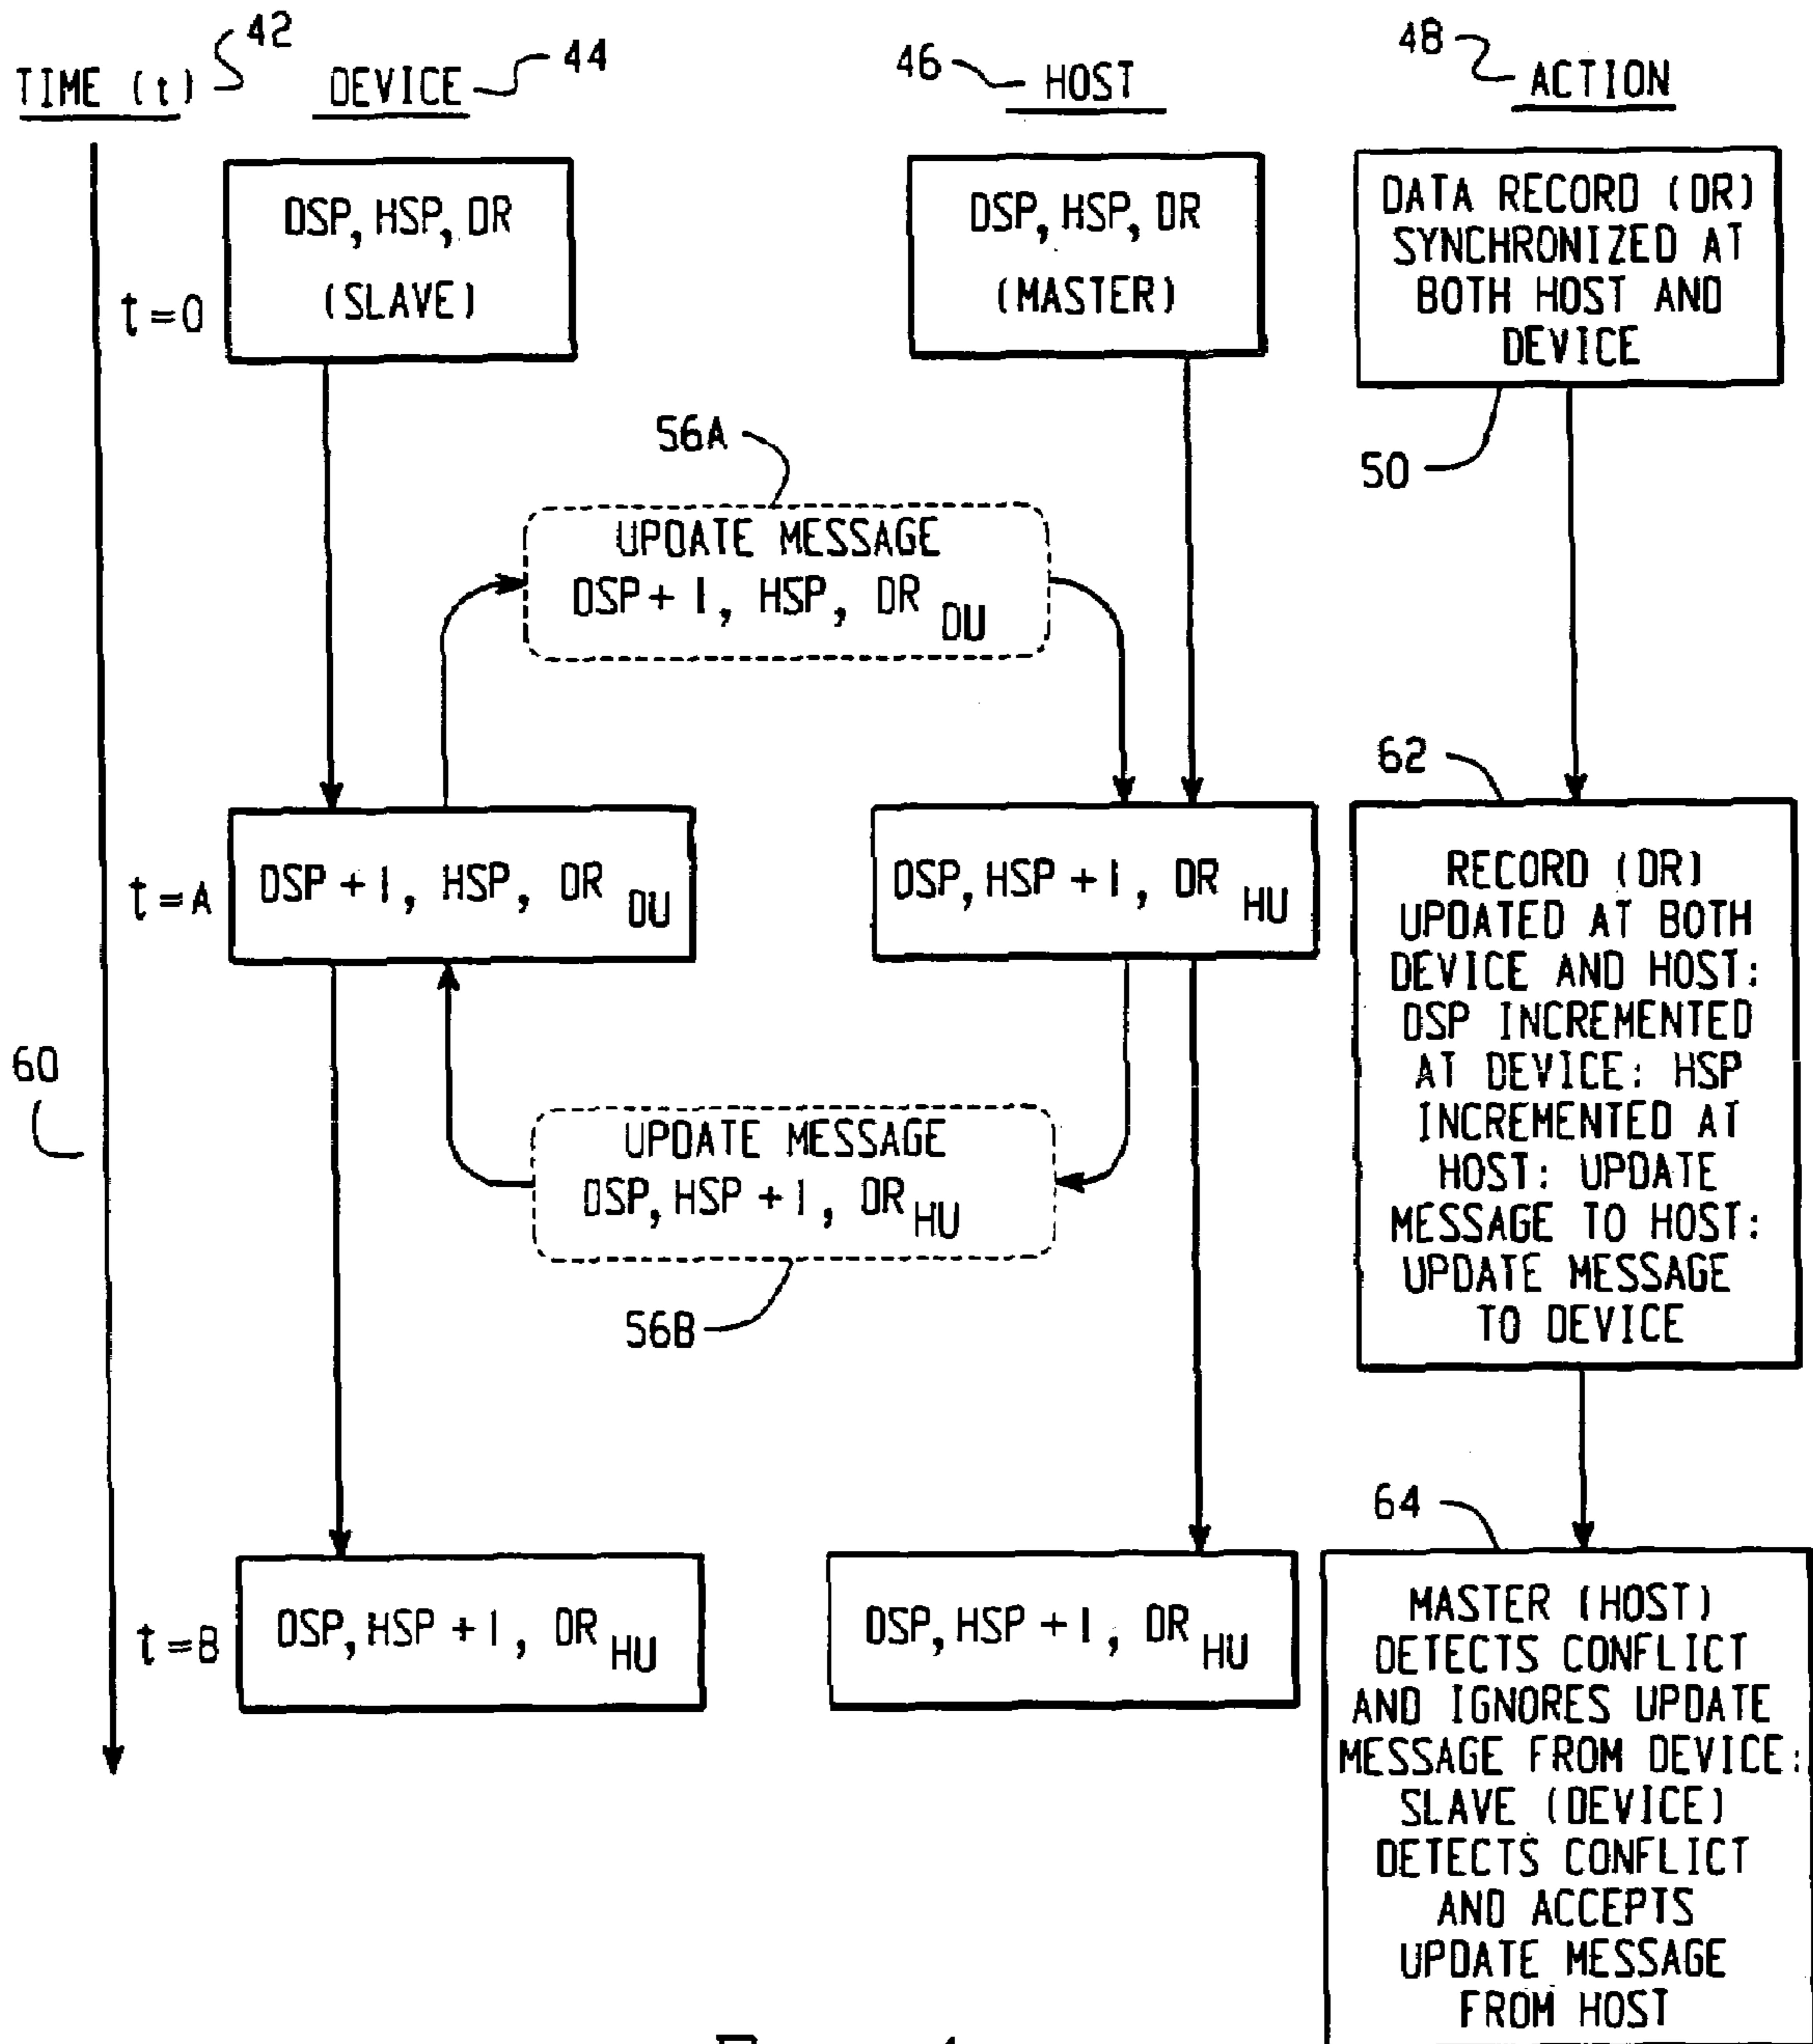 TIME (t) 42
DEVICE 44
46 HOST
48 ACTION
DSP, HSP, DR
(SLAVE)
t=0
DSP, HSP, DR
(MASTER)
DATA RECORD (DR)
SYNCHRONIZED AT
BOTH HOST AND
DEVICE
50
56A
UPDATE MESSAGE
DSP+1, HSP, DR DU
62
t=A
DSP+1, HSP, DR DU
DSP, HSP+1, DR HU
RECORD (DR)
UPDATED AT BOTH
DEVICE AND HOST:
DSP INCREMENTED
AT DEVICE: HSP
INCREMENTED AT
HOST: UPDATE
MESSAGE TO HOST:
UPDATE MESSAGE
TO DEVICE
60
UPDATE MESSAGE
DSP, HSP+1, DR HU
56B
64
t=B
DSP, HSP+1, DR HU
DSP, HSP+1, DR HU
MASTER (HOST)
DETECTS CONFLICT
AND IGNORES UPDATE
MESSAGE FROM DEVICE:
SLAVE (DEVICE)
DETECTS CONFLICT
AND ACCEPTS
UPDATE MESSAGE
FROM HOST